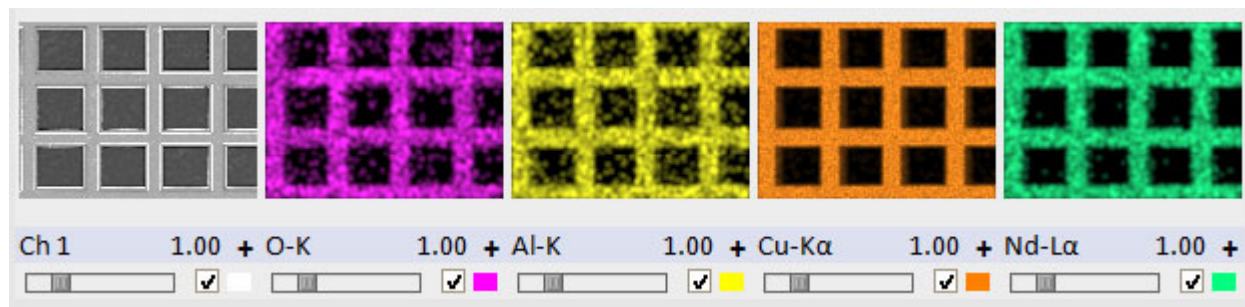 Ch 1 1.00 + O-K 1.00 + Al-K 1.00 + Cu-Kα 1.00 + Nd-Lα 1.00 +